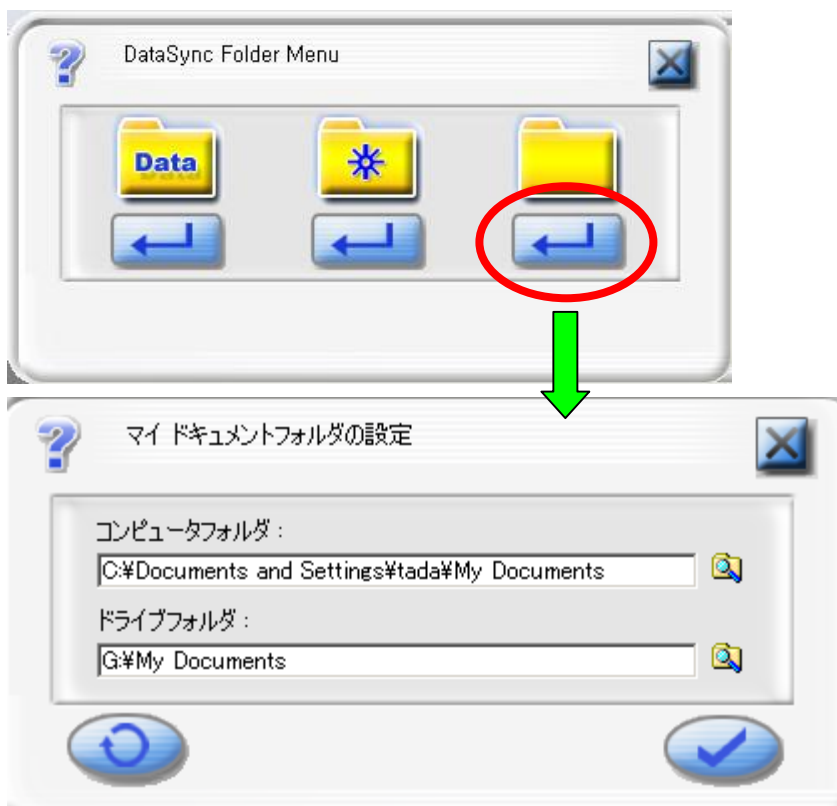 DataSync Folder Menu
Data
マイ ドキュメントフォルダの設定
コンピュータフォルダ :
C:¥Documents and Settings¥tada¥My Documents
ドライブフォルダ :
G:¥My Documents